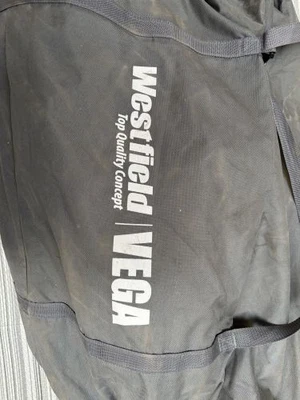 Westfield | VEGA
Top Quality Concept